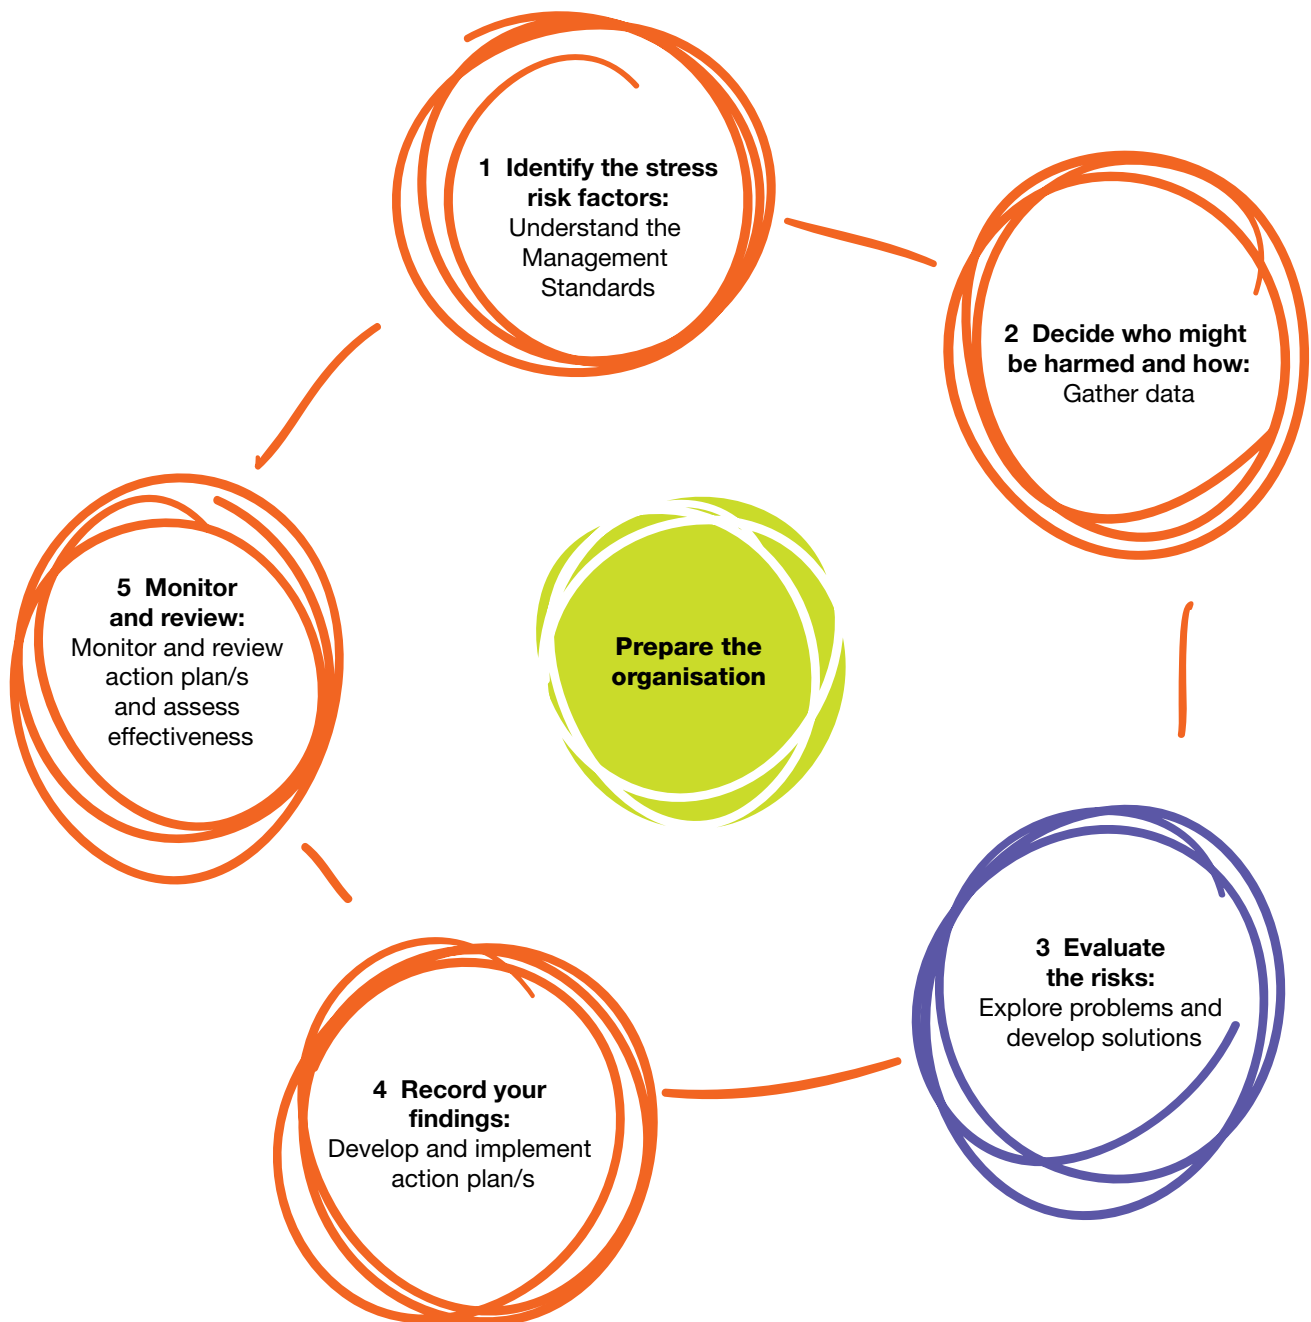 1 Identify the stress
risk factors:
Understand the
Management
Standards
2 Decide who might
be harmed and how:
Gather data
3 Evaluate
the risks:
Explore problems and
develop solutions
4 Record your
findings:
Develop and implement
action plan/s
5 Monitor
and review:
Monitor and review
action plan/s
and assess
effectiveness
Prepare the
organisation